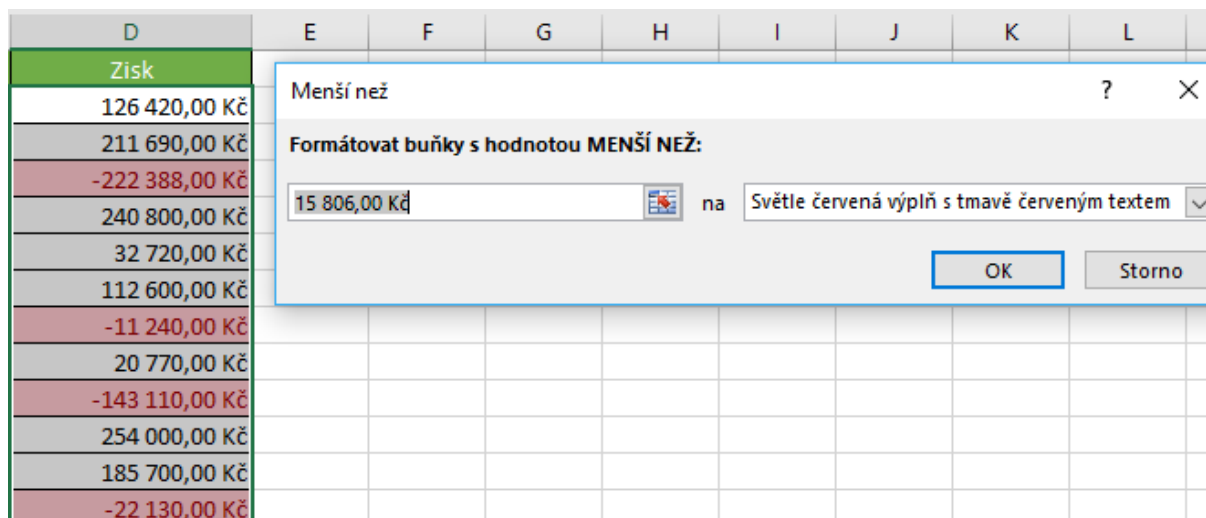 D E F G H I J K L
Zisk
126 420,00 Kč
211 690,00 Kč
-222 388,00 Kč
240 800,00 Kč
32 720,00 Kč
112 600,00 Kč
-11 240,00 Kč
20 770,00 Kč
-143 110,00 Kč
254 000,00 Kč
185 700,00 Kč
-22 130,00 Kč
Menší než ?
Formátovat buňky s hodnotou MENŠÍ NEŽ:
15 806,00 Kč na Světle červená výplň s tmavě červeným textem
OK Storno